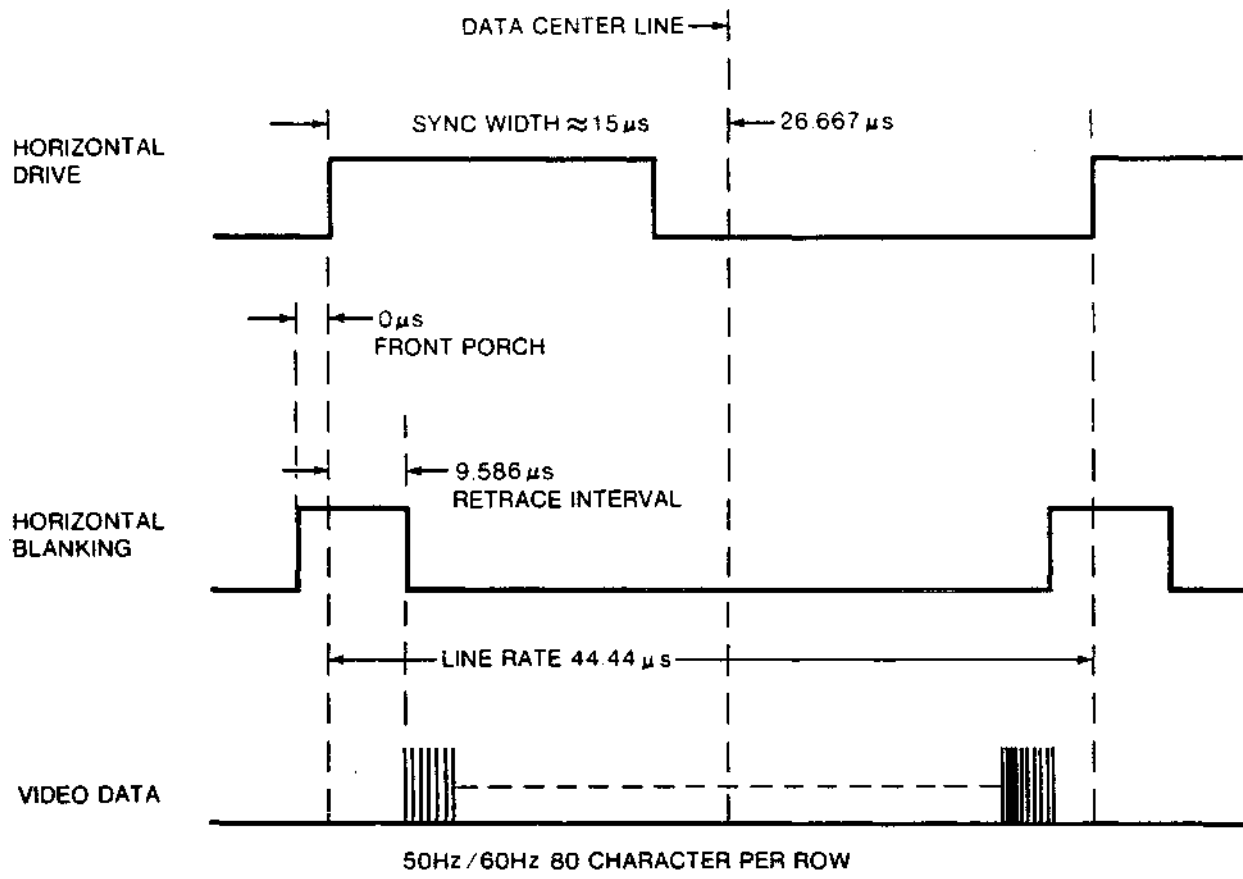 DATA CENTER LINE
SYNC WIDTH ≈ 15 μs
26.667 μs
HORIZONTAL
DRIVE
0 μs
FRONT PORCH
9.586 μs
RETRACE INTERVAL
HORIZONTAL
BLANKING
LINE RATE 44.44 μs
VIDEO DATA
50Hz/60Hz 80 CHARACTER PER ROW